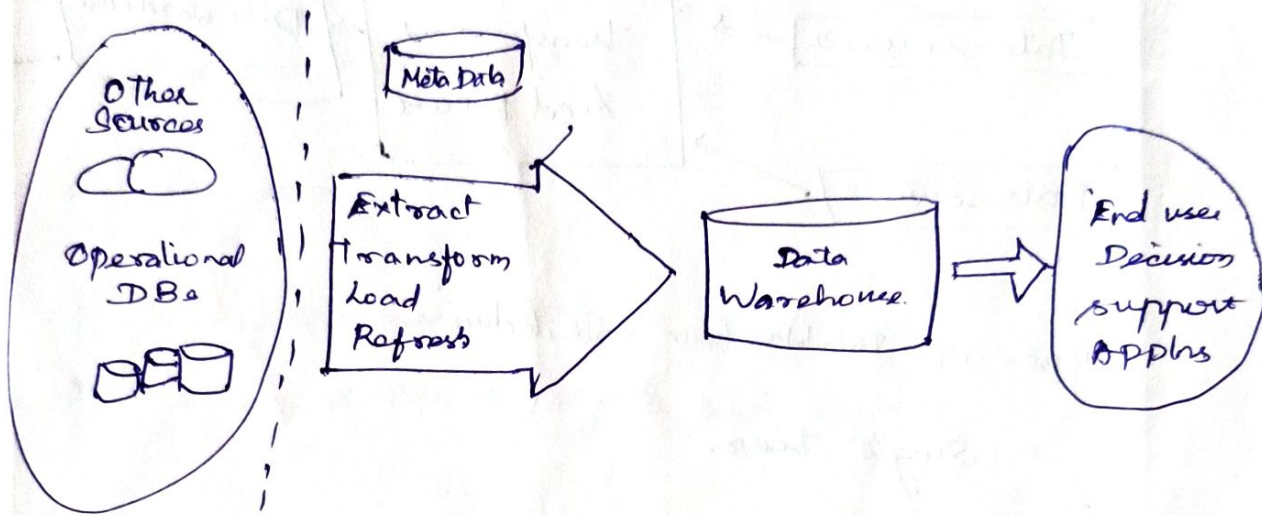 Other
Sources
Operational
DBs
Meta Data
Extract
Transform
Load
Refresh
Data
Warehouse.
End user
Decision
support
Applns